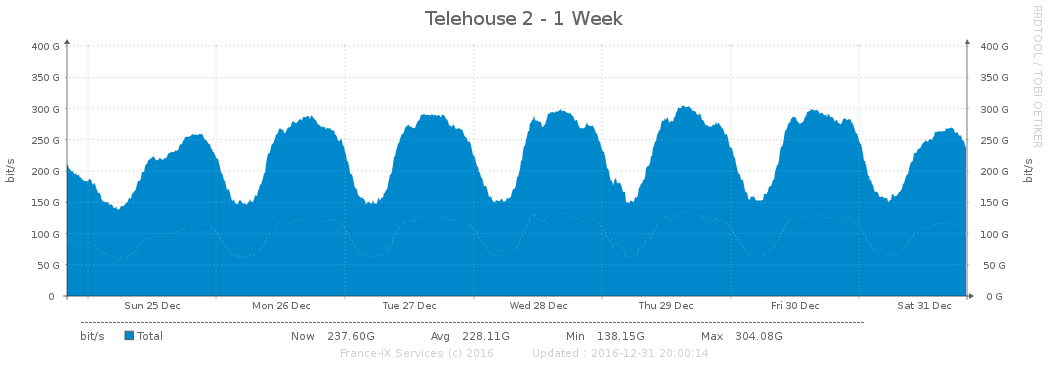 Telehouse 2 - 1 Week
RRDTOOL / TOBI OETIKER
400 G 400 G
350 G 350 G
300 G 300 G
250 G 250 G
200 G 200 G
150 G 150 G
100 G 100 G
50 G 50 G
0 0 G
bit/s bit/s
Sun 25 Dec Mon 26 Dec Tue 27 Dec Wed 28 Dec Thu 29 Dec Fri 30 Dec Sat 31 Dec
bit/s Total Now 237.60G Avg 228.11G Min 138.15G Max 304.08G
France-IX Services (c) 2016 Updated : 2016-12-31 20:00:14